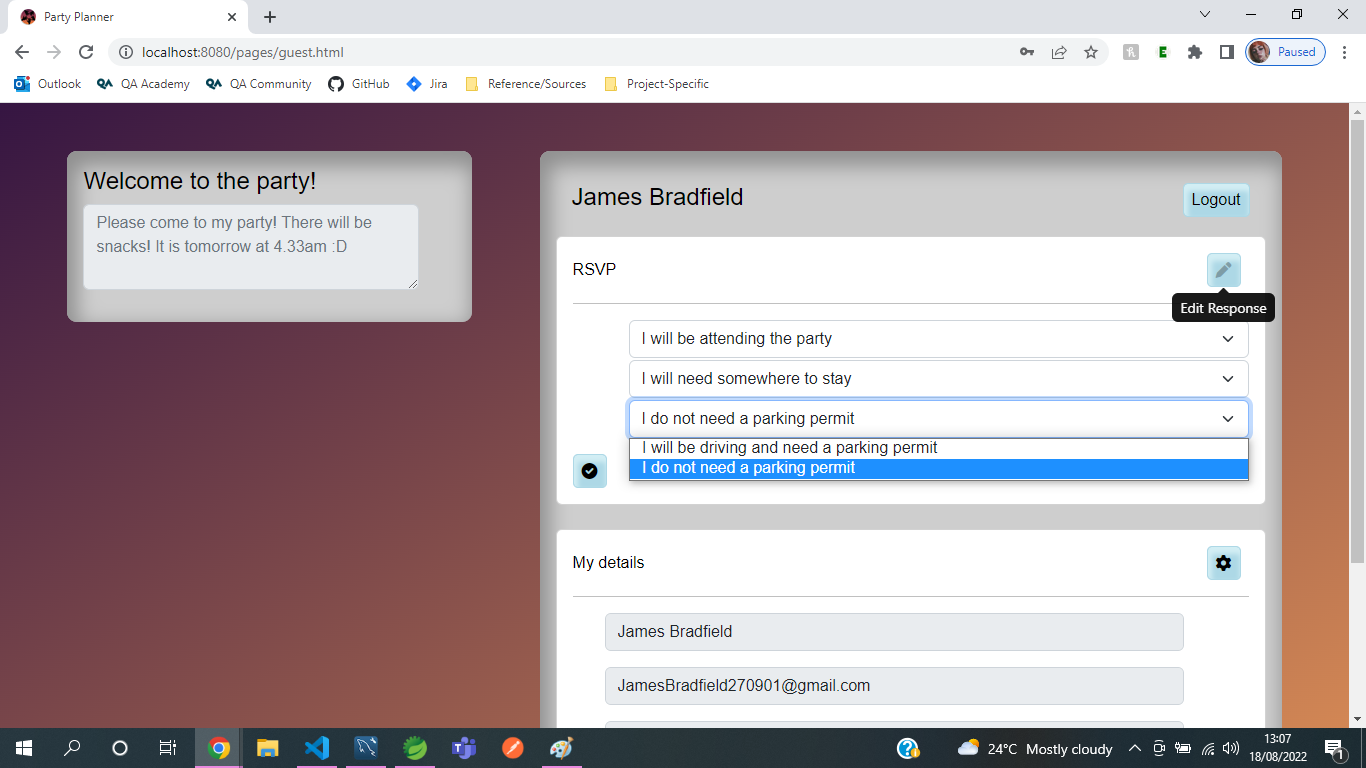 Party Planner
localhost:8080/pages/guest.html
Paused
Outlook
QA Academy
QA Community
GitHub
Jira
Reference/Sources
Project-Specific
Welcome to the party!
Please come to my party! There will be
snacks! It is tomorrow at 4.33am :D
James Bradfield
Logout
RSVP
Edit Response
I will be attending the party
I will need somewhere to stay
I do not need a parking permit
I will be driving and need a parking permit
I do not need a parking permit
My details
James Bradfield
JamesBradfield270901@gmail.com
24°C Mostly cloudy
13:07
18/08/2022
1